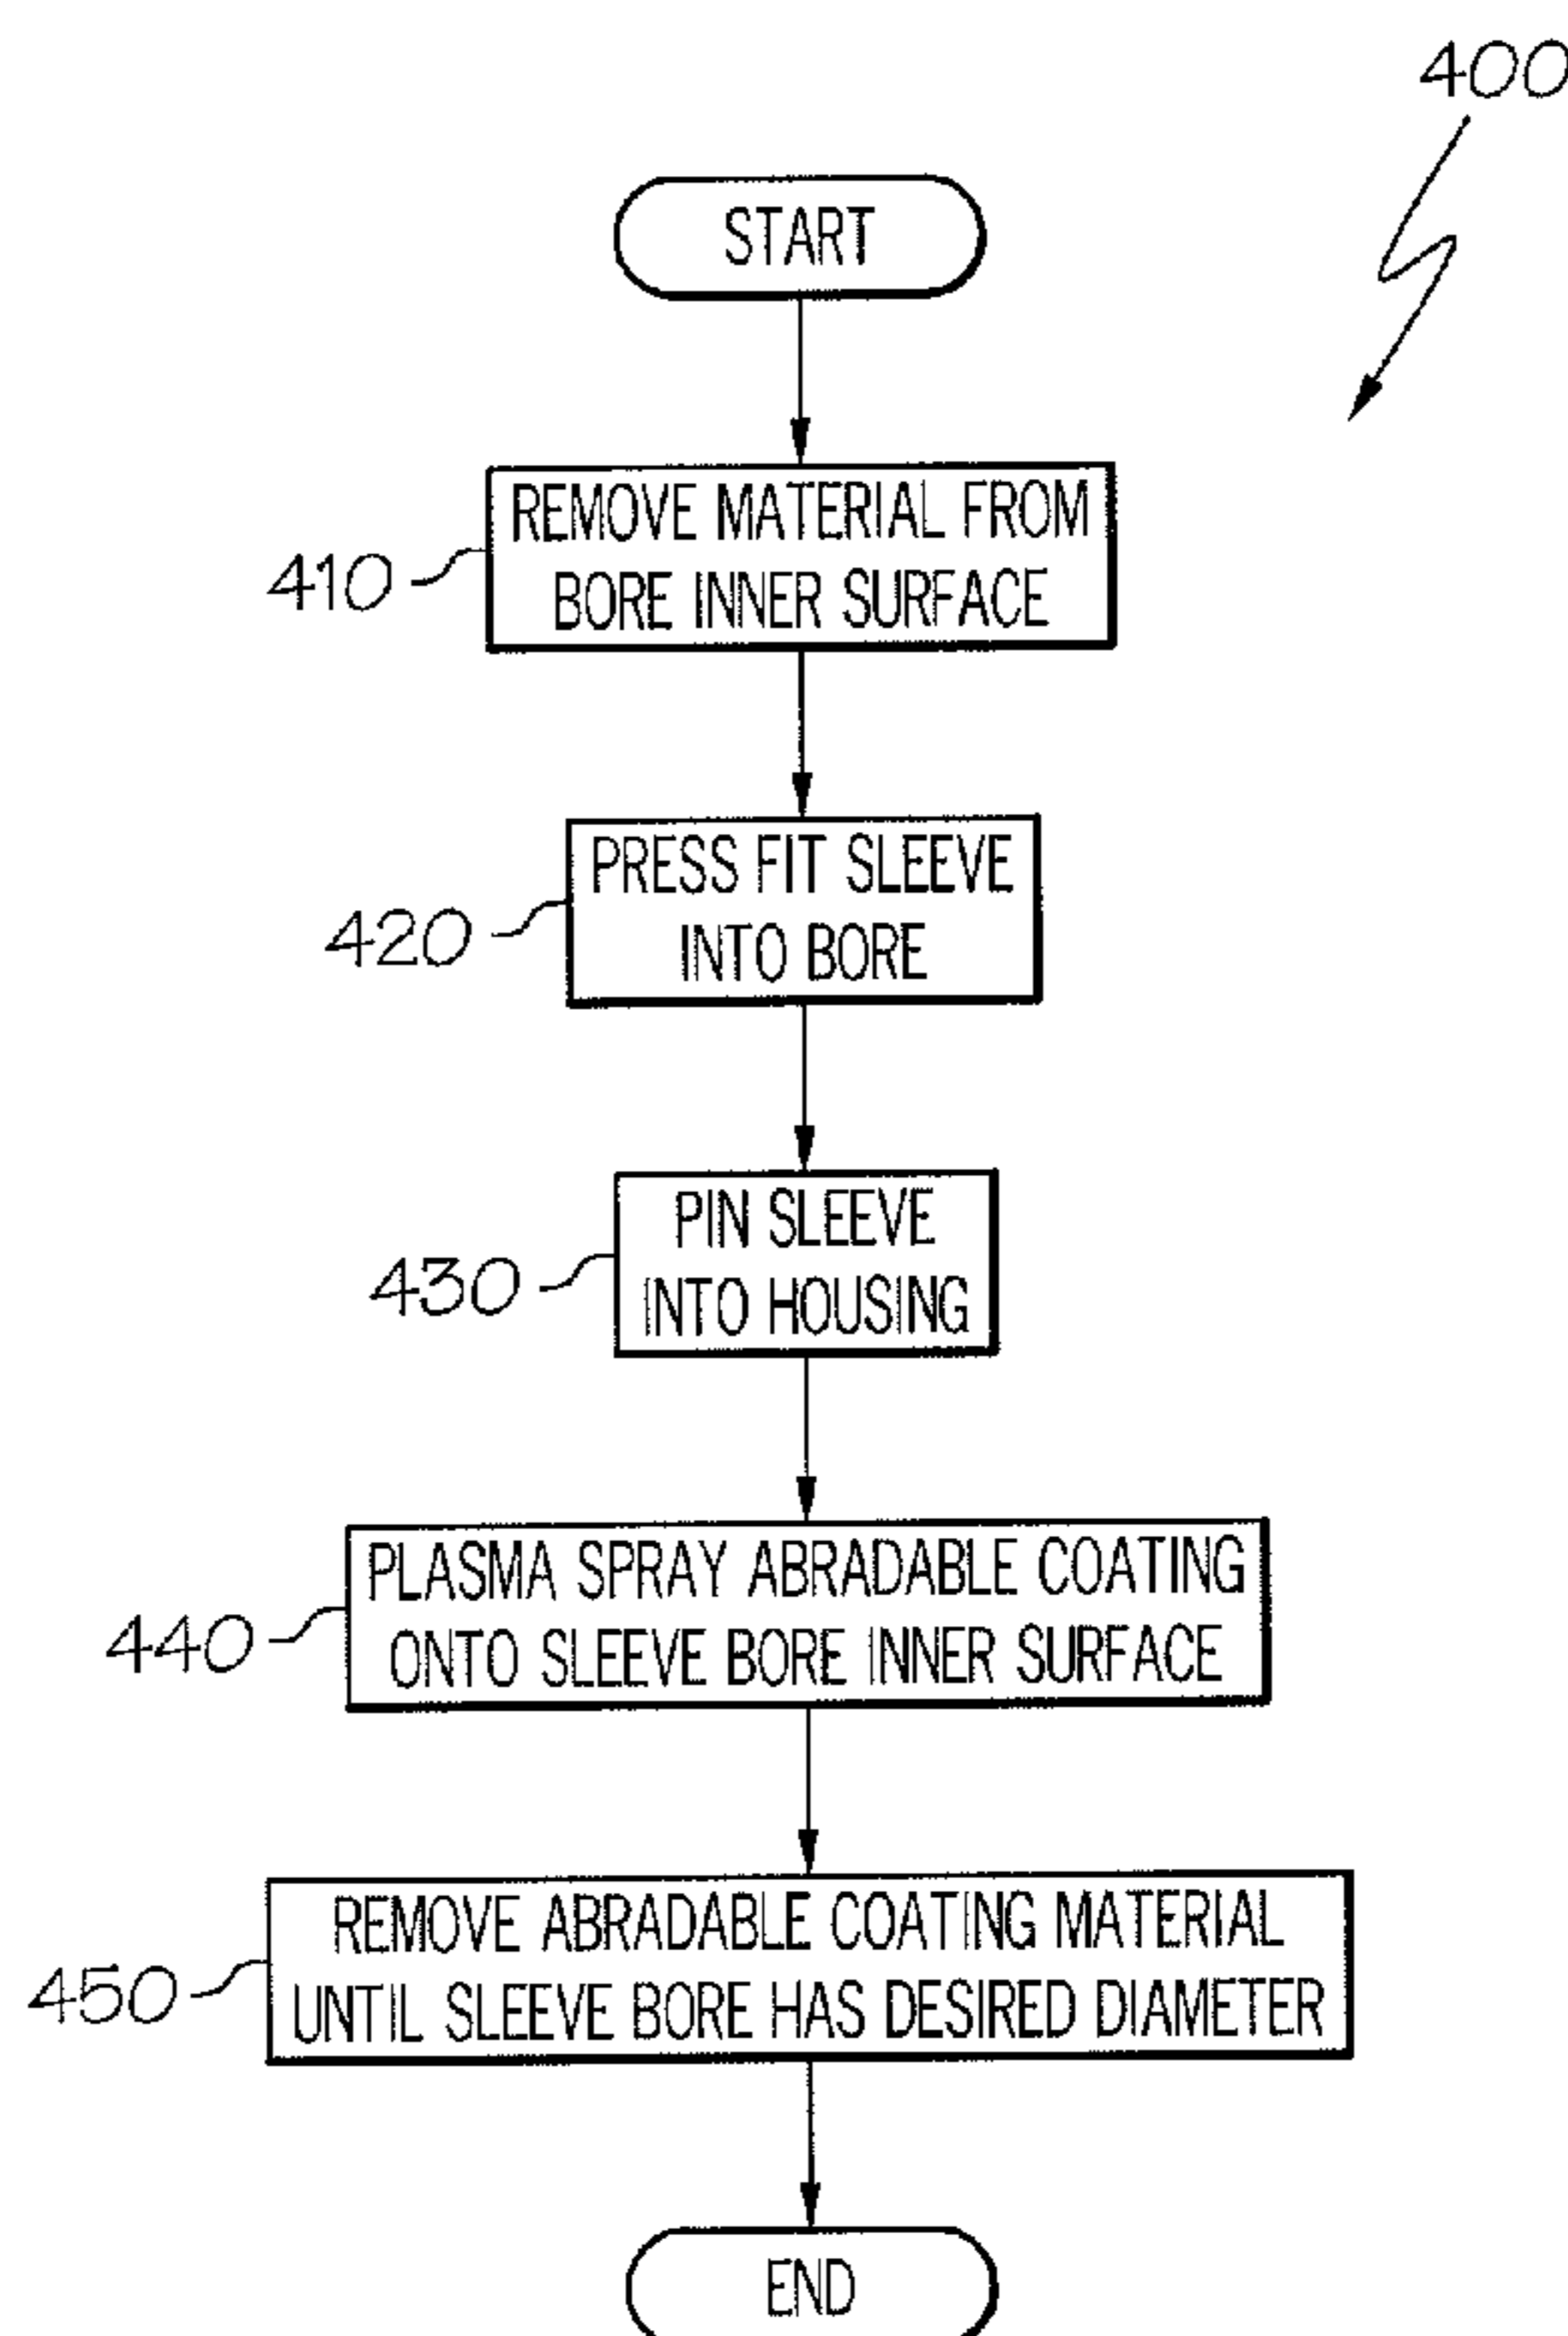 400
START
REMOVE MATERIAL FROM
BORE INNER SURFACE
410
PRESS FIT SLEEVE
INTO BORE
420
PIN SLEEVE
INTO HOUSING
430
PLASMA SPRAY ABRADABLE COATING
ONTO SLEEVE BORE INNER SURFACE
440
REMOVE ABRADABLE COATING MATERIAL
UNTIL SLEEVE BORE HAS DESIRED DIAMETER
450
END